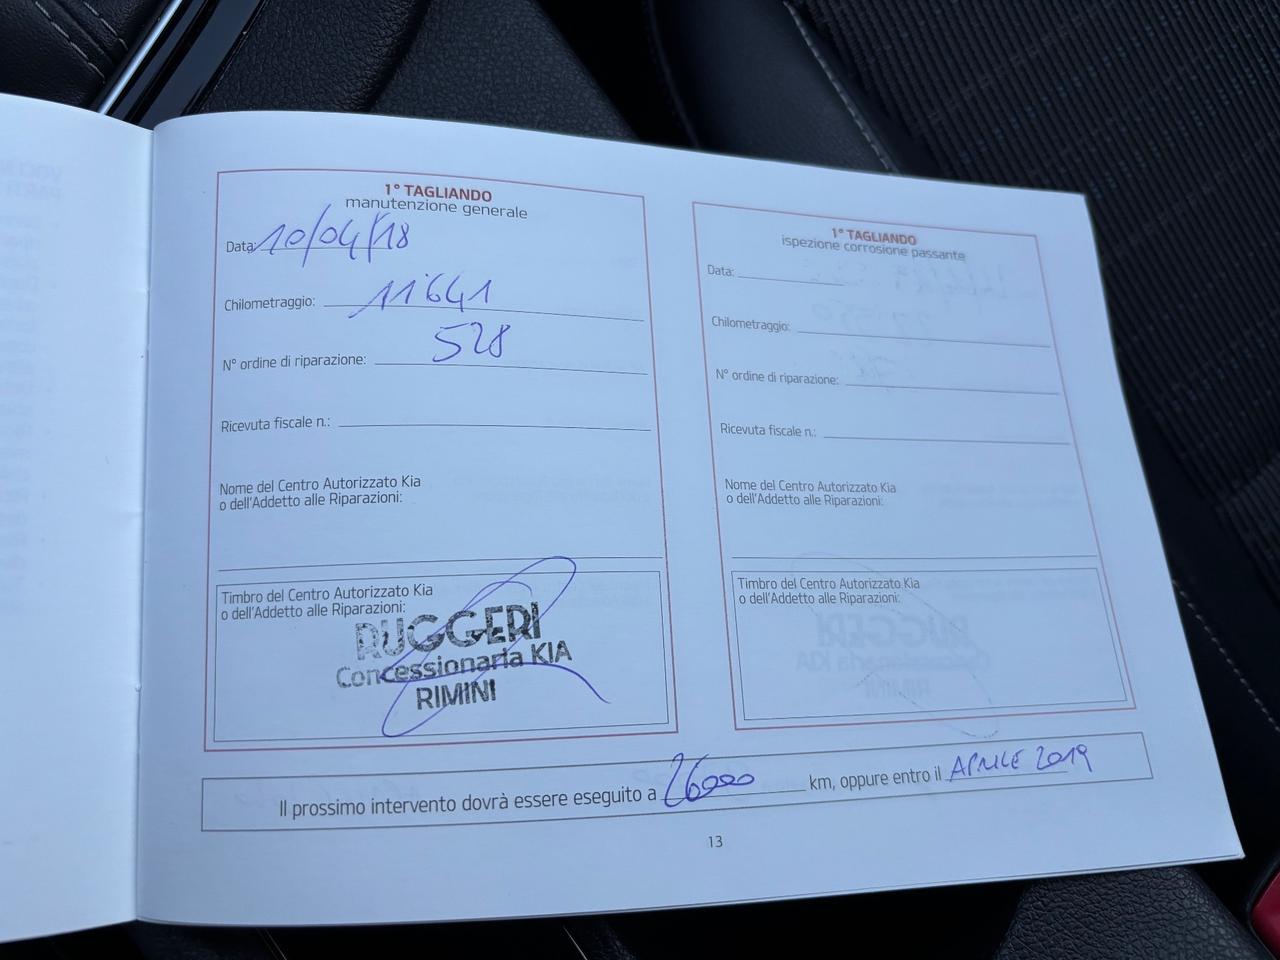 1° TAGLIANDO
manutenzione generale
Data: 10/04/18
Chilometraggio: 11'641
N° ordine di riparazione: 528
Ricevuta fiscale n.:
Nome del Centro Autorizzato Kia
o dell'Addetto alle Riparazioni:
Timbro del Centro Autorizzato Kia
o dell'Addetto alle Riparazioni:
RUGGERI
Concessionaria KIA
RIMINI
1° TAGLIANDO
ispezione corrosione passante
Data:
Chilometraggio:
N° ordine di riparazione:
Ricevuta fiscale n.:
Nome del Centro Autorizzato Kia
o dell'Addetto alle Riparazioni:
Timbro del Centro Autorizzato Kia
o dell'Addetto alle Riparazioni:
Il prossimo intervento dovrà essere eseguito a 26000 km, oppure entro il APRILE 2019
13